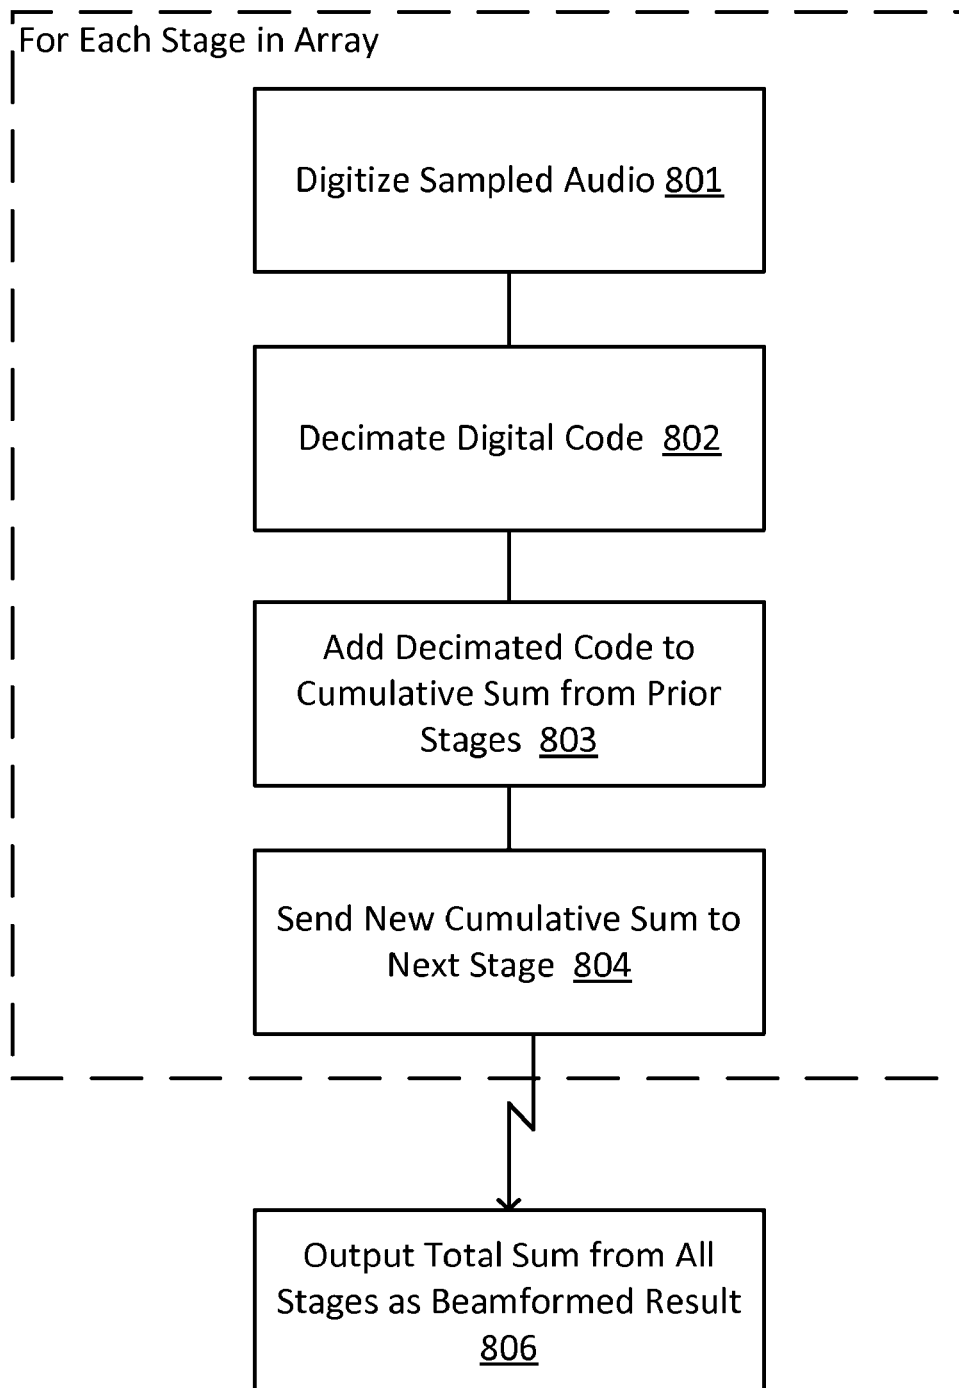 For Each Stage in Array
Digitize Sampled Audio 801
Decimate Digital Code 802
Add Decimated Code to
Cumulative Sum from Prior
Stages 803
Send New Cumulative Sum to
Next Stage 804
Output Total Sum from All
Stages as Beamformed Result
806